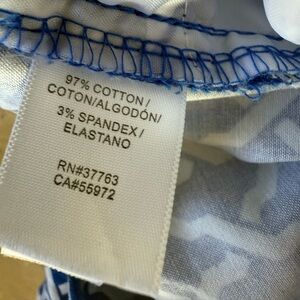 97% COTTON /
COTON/ALGODÓN/
3% SPANDEX /
ELASTANO
RN#37763
CA#55972